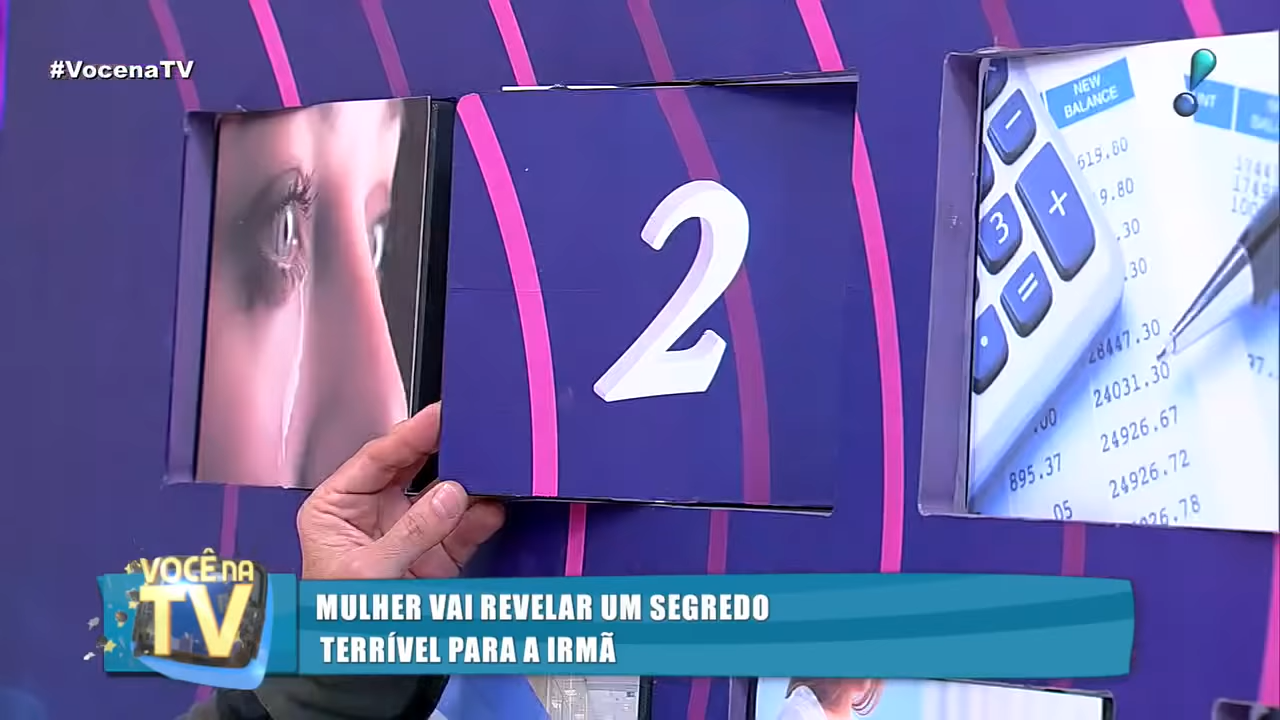 #VocenaTV
2
NEW
BALANCE
619.60
9.80
.30
.30
28447.30
24031.30
24926.67
24926.72
895.37
05
3
+
=
VOCÊ NA
TV
MULHER VAI REVELAR UM SEGREDO
TERRÍVEL PARA A IRMÃ